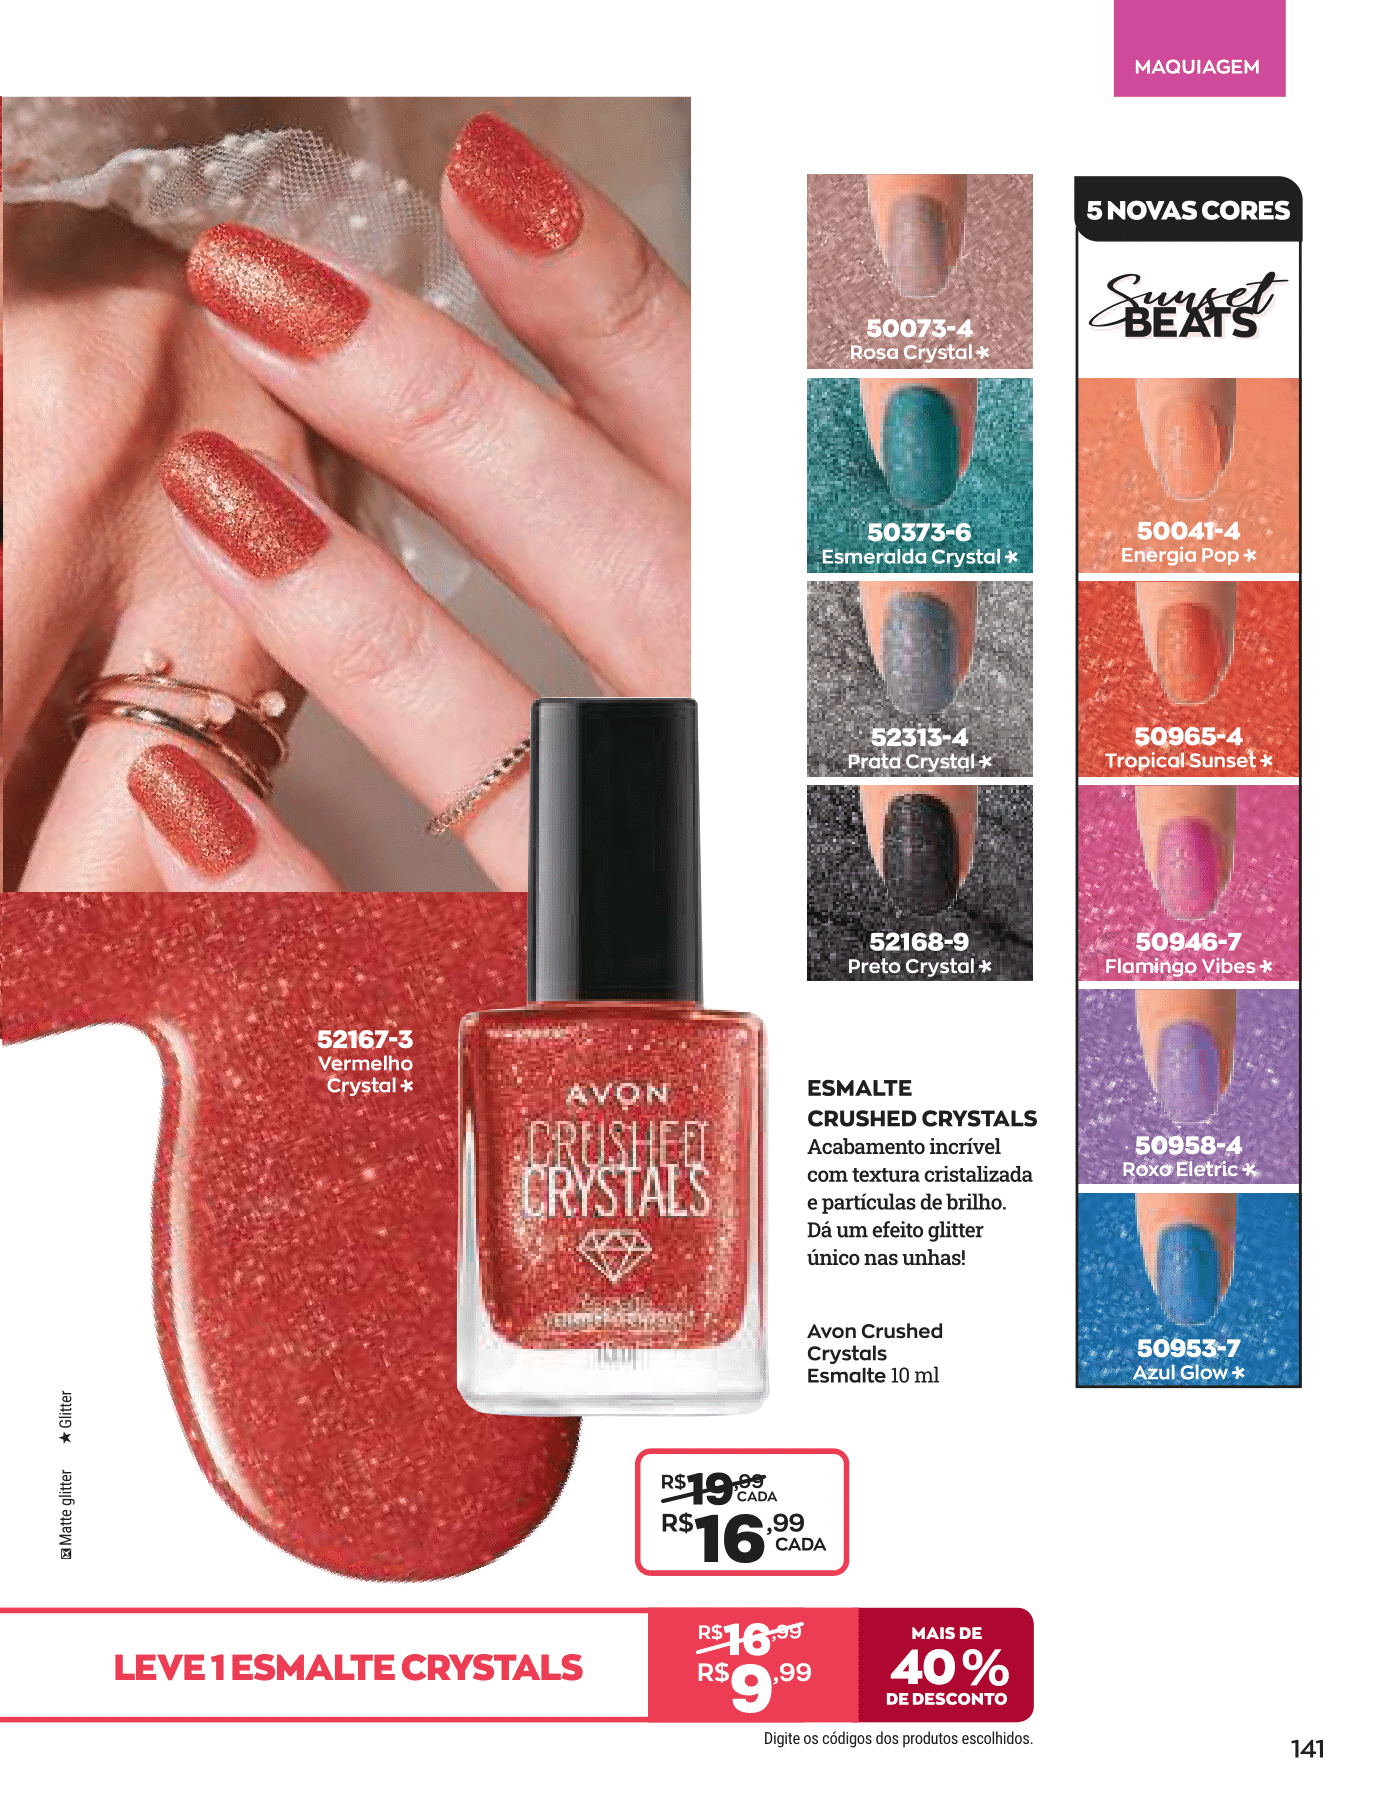 MAQUIAGEM
50073-4
Rosa Crystal
50373-6
Esmeralda Crystal
52313-4
Prata Crystal
52168-9
Preto Crystal
5 NOVAS CORES
Sunset
BEATS
50041-4
Energia Pop
50965-4
Tropical Sunset
50946-7
Flamingo Vibes
50958-4
Roxo Eletric
50953-7
Azul Glow
52167-3
Vermelho
Crystal
AVON
CRUSHED
CRYSTALS
ESMALTE
CRUSHED CRYSTALS
Acabamento incrível
com textura cristalizada
e partículas de brilho.
Dá um efeito glitter
único nas unhas!
Avon Crushed
Crystals
Esmalte 10 ml
Matte glitter ★ Glitter
R$19,99
CADA
R$16,99
CADA
LEVE 1 ESMALTE CRYSTALS
R$16,99
R$9,99
MAIS DE
40%
DE DESCONTO
Digite os códigos dos produtos escolhidos.
141